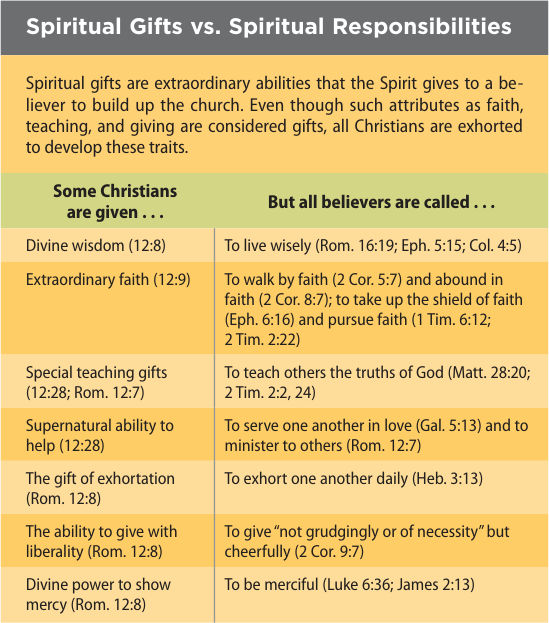 Spiritual Gifts vs. Spiritual Responsibilities
Spiritual gifts are extraordinary abilities that the Spirit gives to a be-
liever to build up the church. Even though such attributes as faith,
teaching, and giving are considered gifts, all Christians are exhorted
to develop these traits.
Some Christians
are given . . .
But all believers are called . . .
Divine wisdom (12:8)
To live wisely (Rom. 16:19; Eph. 5:15; Col. 4:5)
Extraordinary faith (12:9)
To walk by faith (2 Cor. 5:7) and abound in
faith (2 Cor. 8:7); to take up the shield of faith
(Eph. 6:16) and pursue faith (1 Tim. 6:12;
2 Tim. 2:22)
Special teaching gifts
(12:28; Rom. 12:7)
To teach others the truths of God (Matt. 28:20;
2 Tim. 2:2, 24)
Supernatural ability to
help (12:28)
To serve one another in love (Gal. 5:13) and to
minister to others (Rom. 12:7)
The gift of exhortation
(Rom. 12:8)
To exhort one another daily (Heb. 3:13)
The ability to give with
liberality (Rom. 12:8)
To give “not grudgingly or of necessity” but
cheerfully (2 Cor. 9:7)
Divine power to show
mercy (Rom. 12:8)
To be merciful (Luke 6:36; James 2:13)